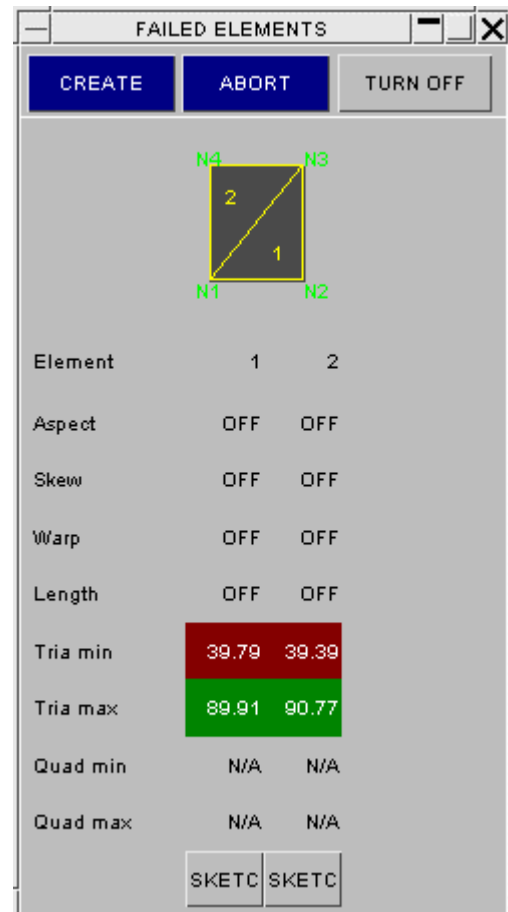 FAILED ELEMENTS
CREATE ABORT TURN OFF
N4 N3
2
1
N1 N2
Element 1 2
Aspect OFF OFF
Skew OFF OFF
Warp OFF OFF
Length OFF OFF
Tria min 39.79 39.39
Tria max 89.91 90.77
Quad min N/A N/A
Quad max N/A N/A
SKETC SKETC